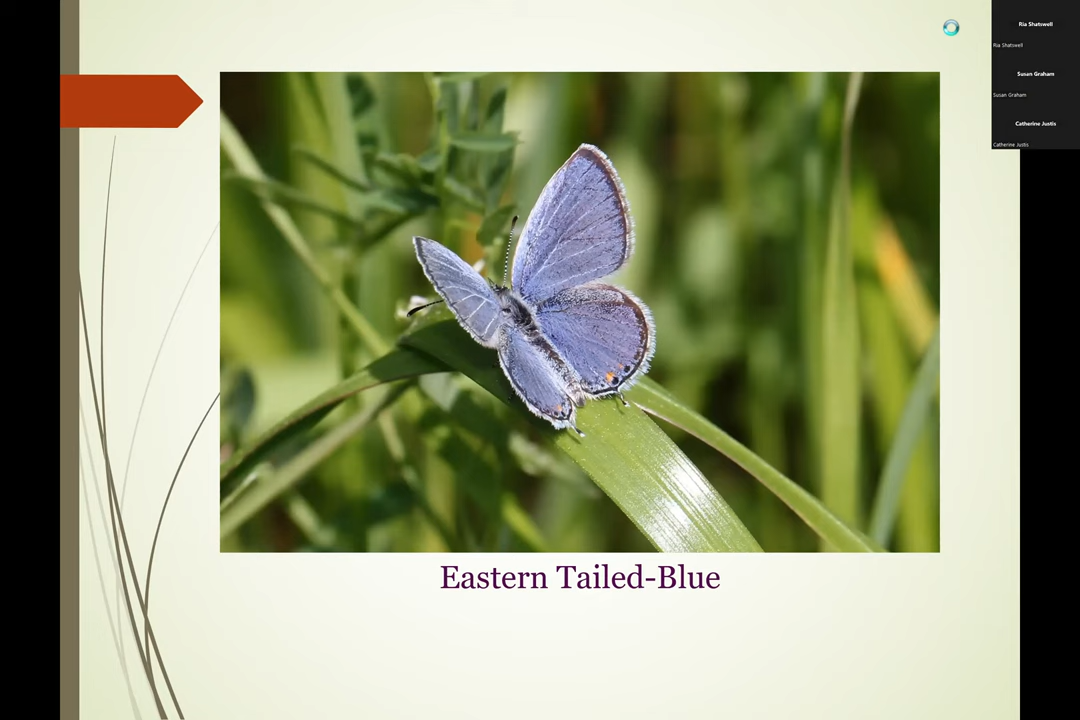 Ria Shatswell
Ria Shatswell
Susan Graham
Susan Graham
Catherine Justis
Catherine Justis
Eastern Tailed-Blue